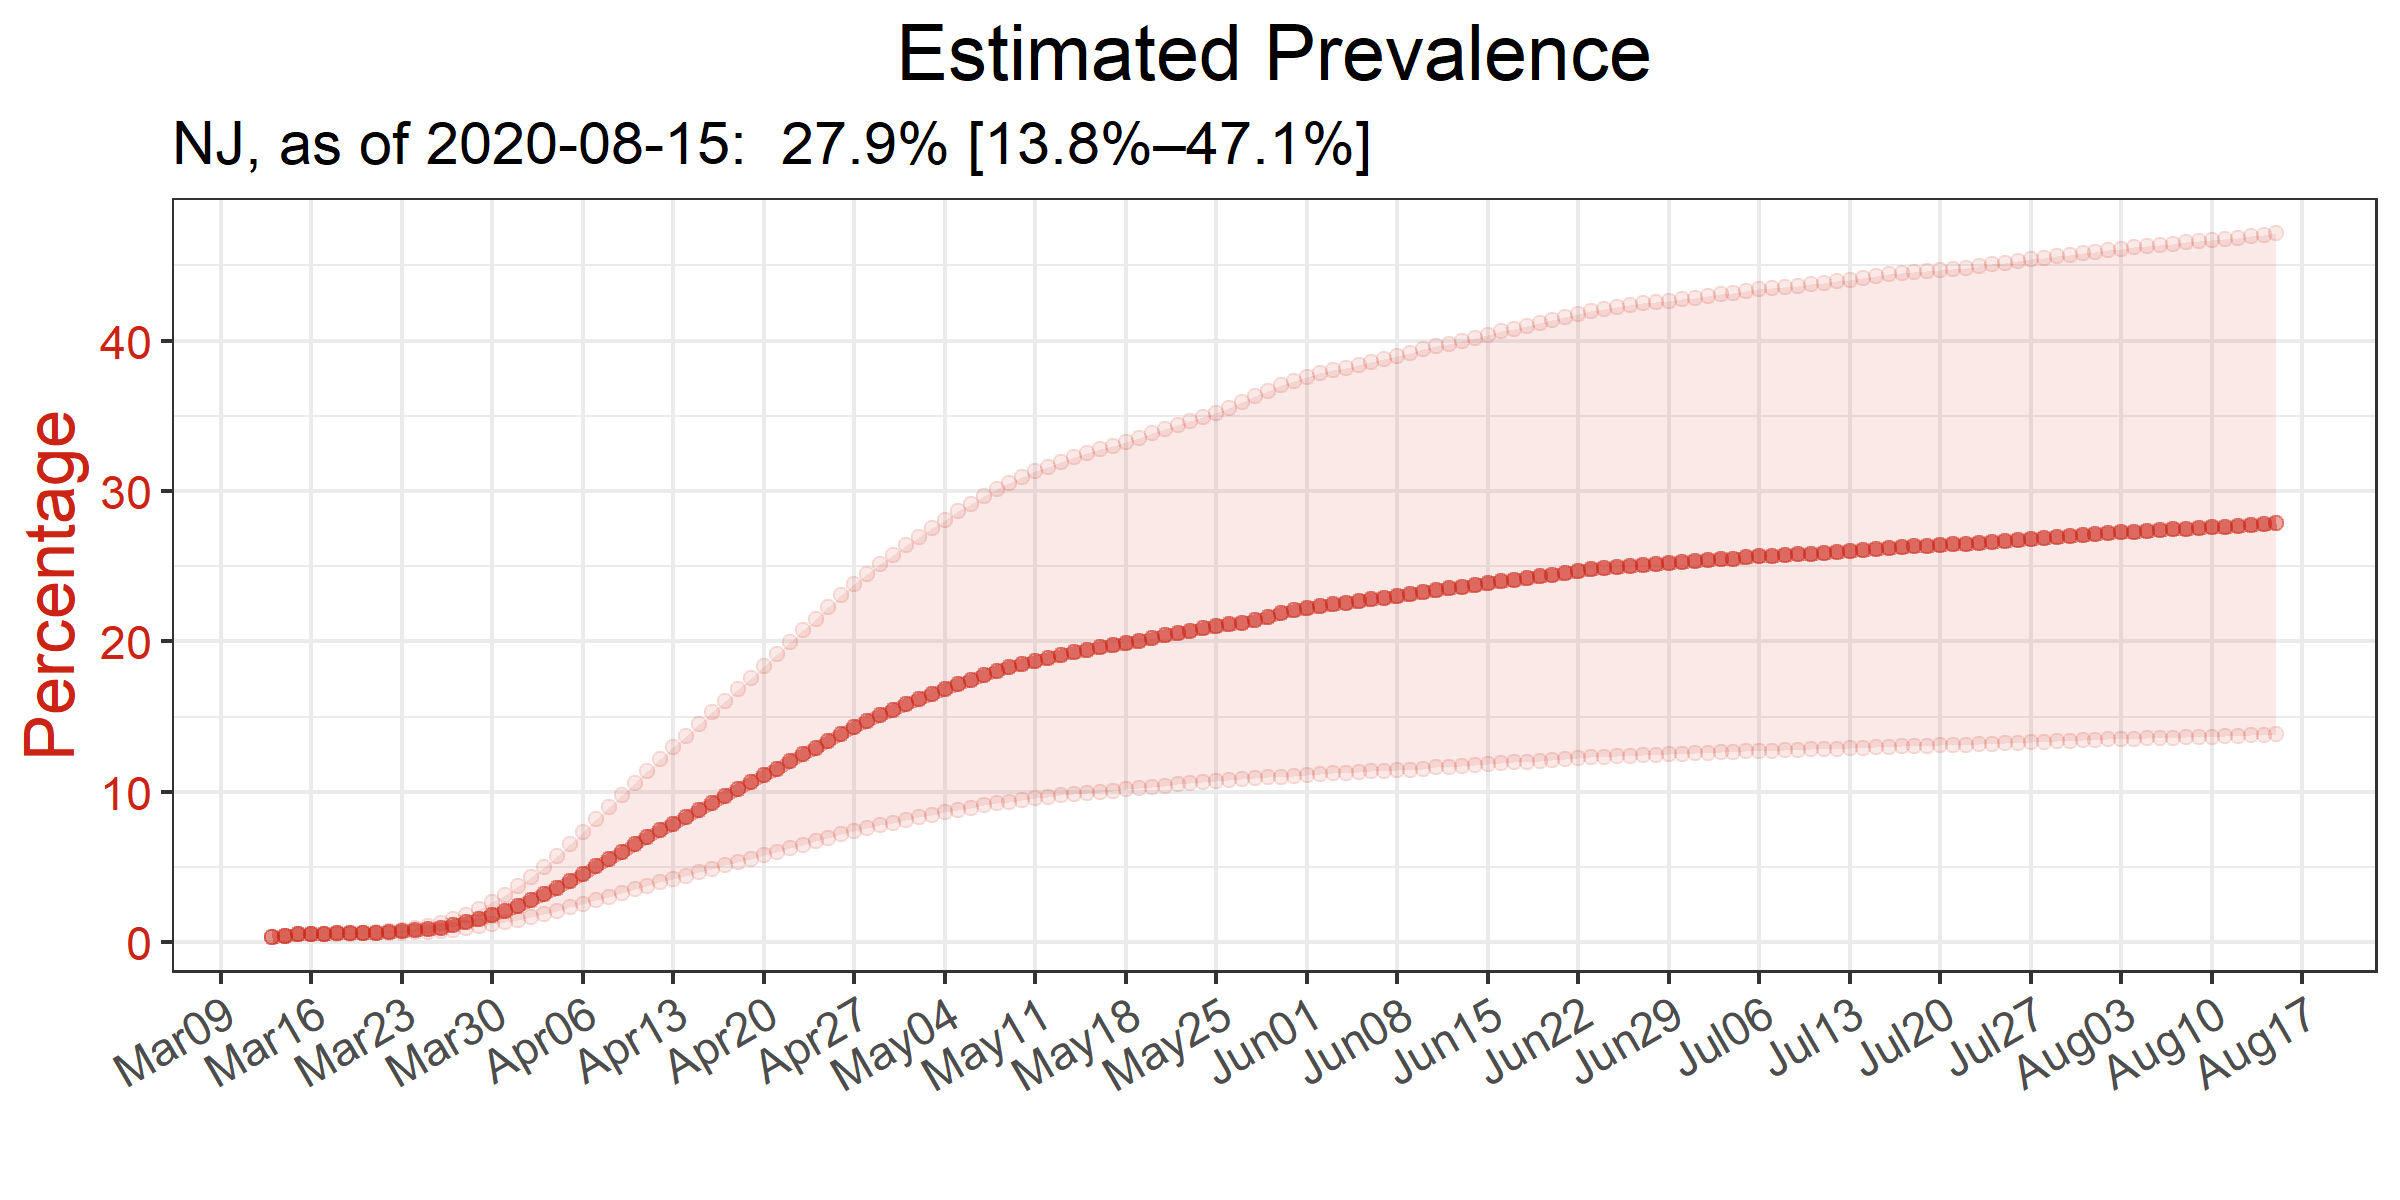 Estimated Prevalence
NJ, as of 2020-08-15:  27.9% [13.8%–47.1%]
Percentage
40
30
20
10
0
Mar09
Mar16
Mar23
Mar30
Apr06
Apr13
Apr20
Apr27
May04
May11
May18
May25
Jun01
Jun08
Jun15
Jun22
Jun29
Jul06
Jul13
Jul20
Jul27
Aug03
Aug10
Aug17